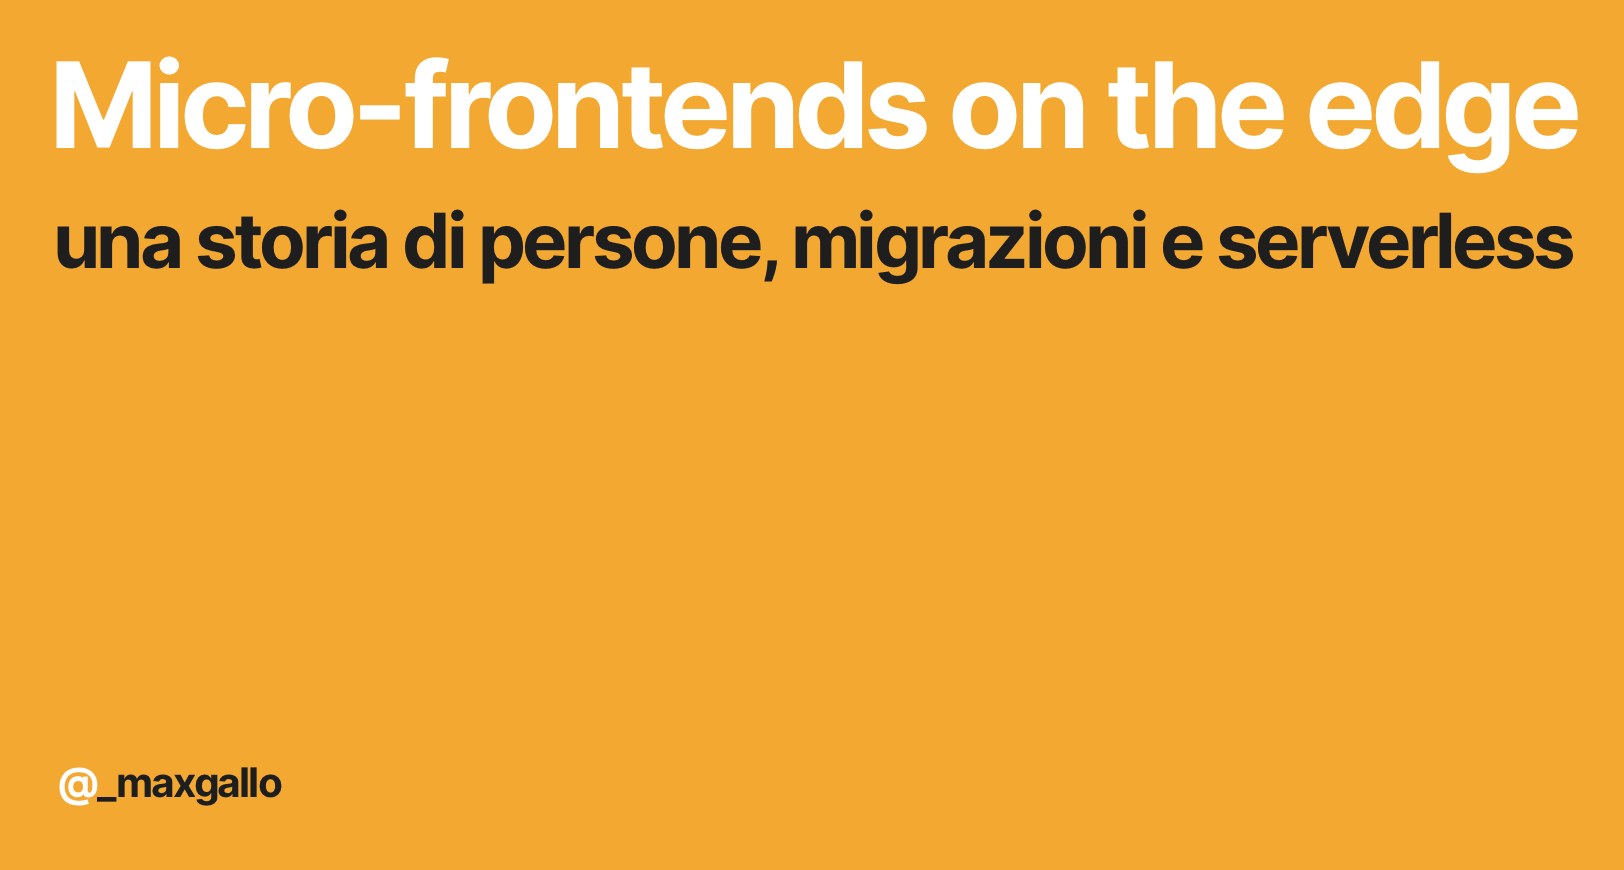 Micro-frontends on the edge
una storia di persone, migrazioni e serverless
@_maxgallo